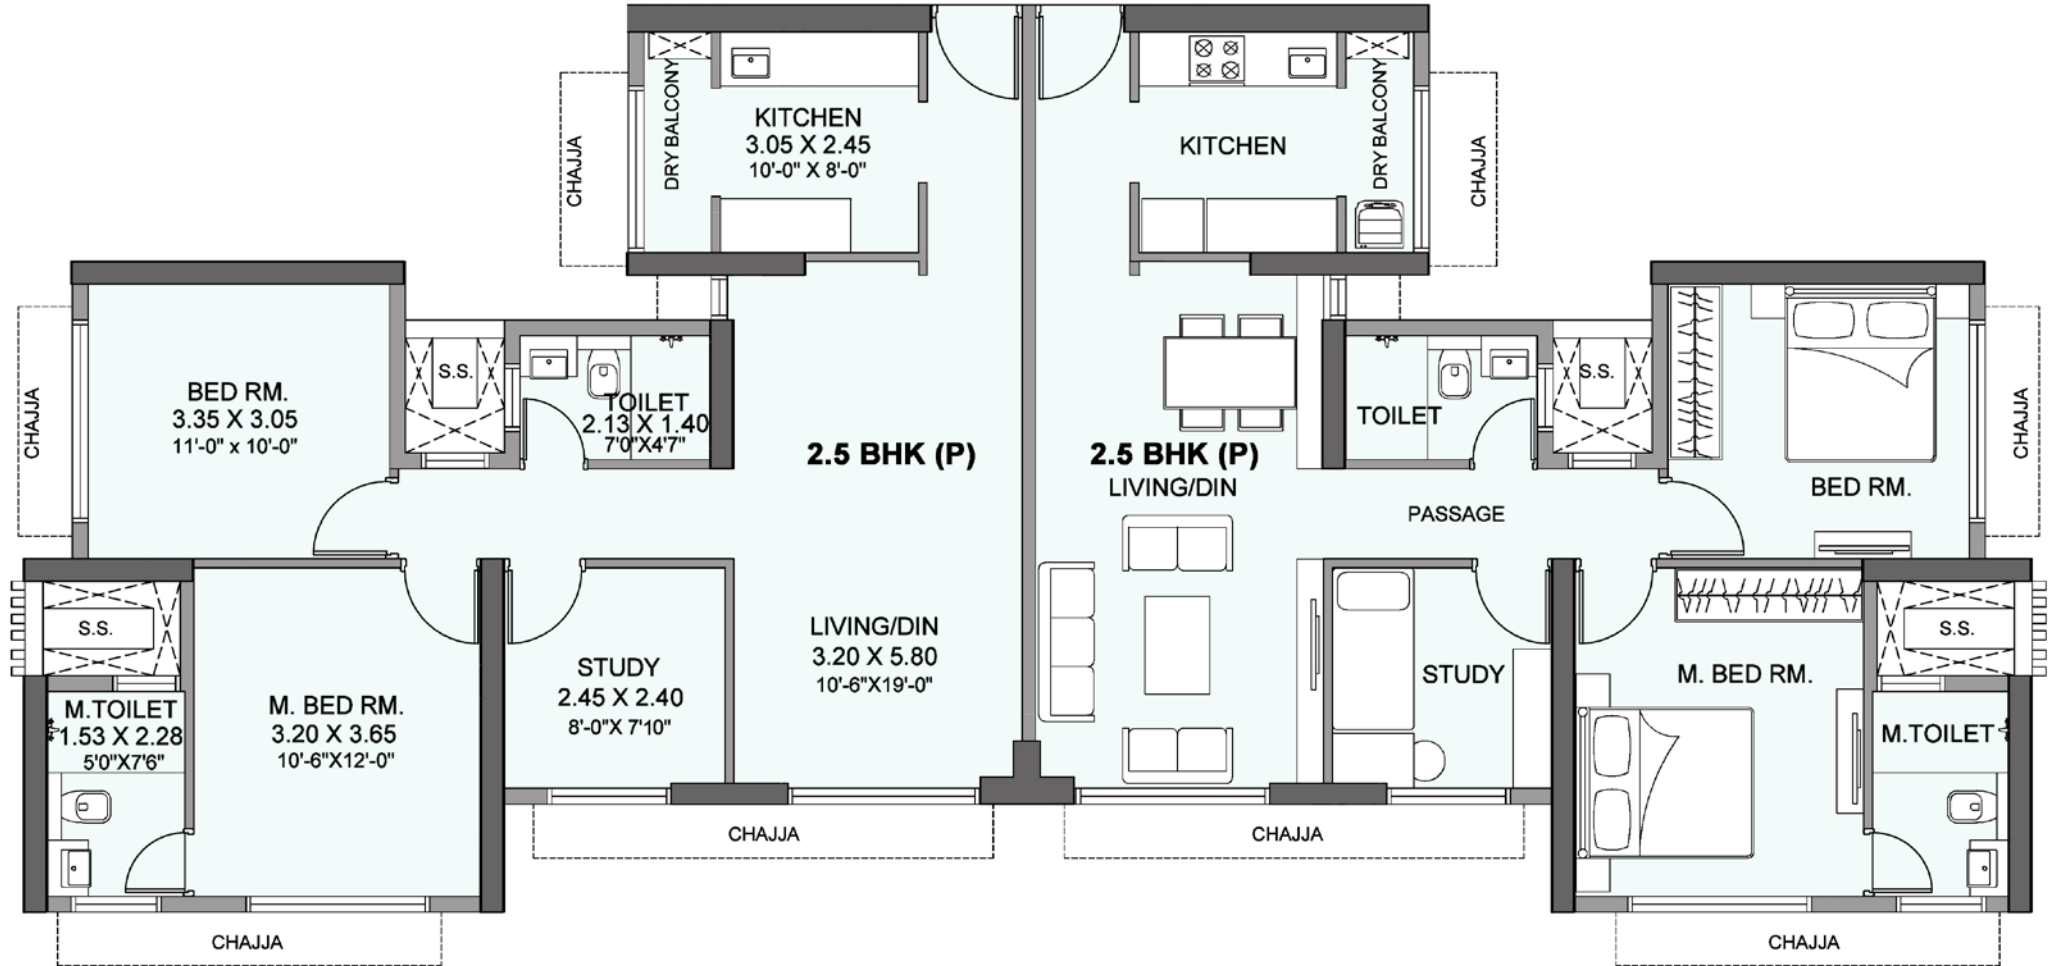 DRY BALCONY
KITCHEN
3.05 X 2.45
10'-0" X 8'-0"
CHAJJA
KITCHEN
DRY BALCONY
CHAJJA
BED RM.
3.35 X 3.05
11'-0" x 10'-0"
CHAJJA
S.S.
TOILET
2.13 X 1.40
7'0"X4'7"
2.5 BHK (P)
2.5 BHK (P)
LIVING/DIN
TOILET
S.S.
BED RM.
CHAJJA
PASSAGE
S.S.
M.TOILET
1.53 X 2.28
5'0"X7'6"
M. BED RM.
3.20 X 3.65
10'-6"X12'-0"
STUDY
2.45 X 2.40
8'-0"X 7'10"
LIVING/DIN
3.20 X 5.80
10'-6"X19'-0"
STUDY
M. BED RM.
S.S.
M.TOILET
CHAJJA
CHAJJA
CHAJJA
CHAJJA